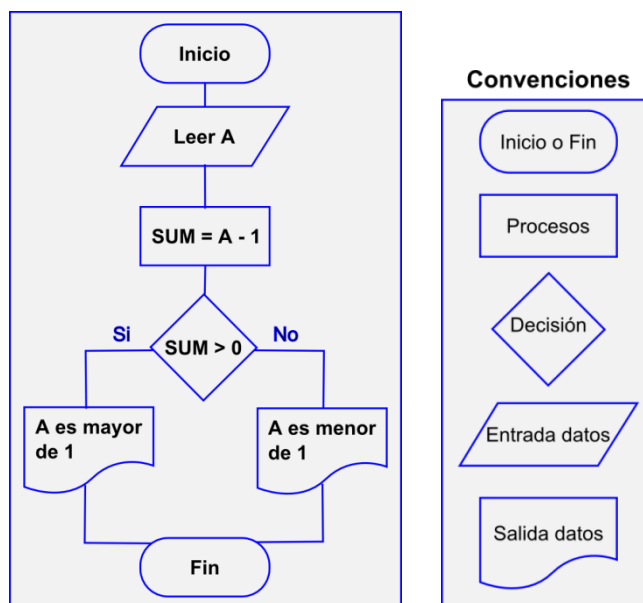 Inicio
Leer A
SUM = A - 1
Si
No
SUM > 0
A es mayor
de 1
A es menor
de 1
Fin
Convenciones
Inicio o Fin
Procesos
Decisión
Entrada datos
Salida datos